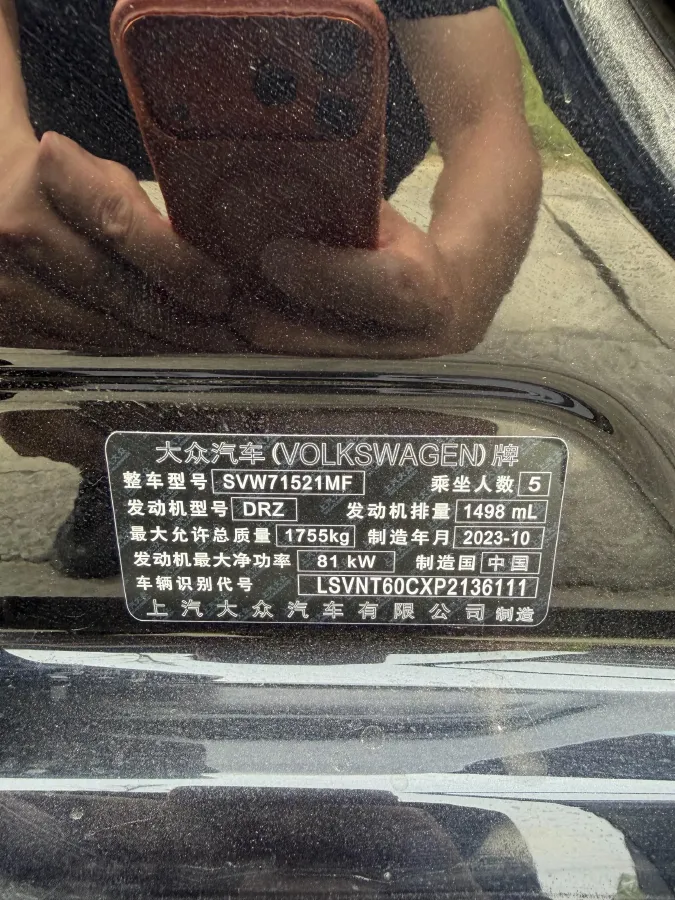 大众汽车(VOLKSWAGEN)牌
整车型号 SVW71521MF 乘坐人数 5
发动机型号 DRZ 发动机排量 1498 mL
最大允许总质量 1755kg 制造年月 2023-10
发动机最大净功率 81 kW 制造国 中国
车辆识别代号 LSVNT60CXP2136111
上汽大众汽车有限公司 制造